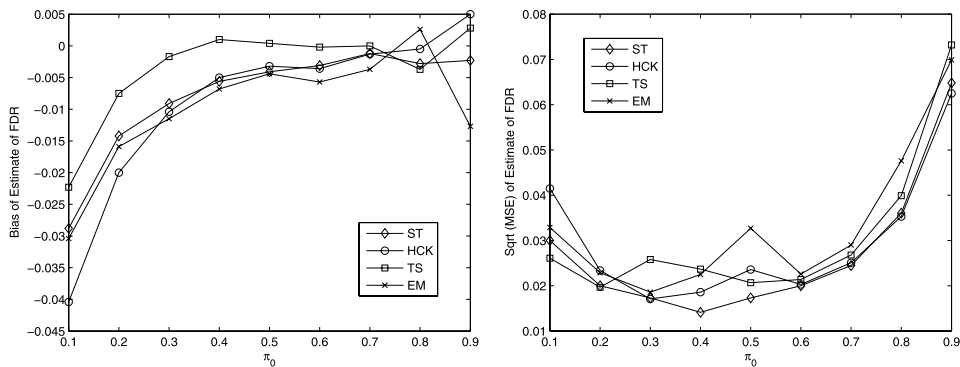 Bias of Estimate of FDR
0.005
0
−0.005
−0.01
−0.015
−0.02
−0.025
−0.03
−0.035
−0.04
−0.045
0.1 0.2 0.3 0.4 0.5 0.6 0.7 0.8 0.9
π0
ST
HCK
TS
EM
Sqrt (MSE) of Estimate of FDR
0.08
0.07
0.06
0.05
0.04
0.03
0.02
0.01
0.1 0.2 0.3 0.4 0.5 0.6 0.7 0.8 0.9
π0
ST
HCK
TS
EM